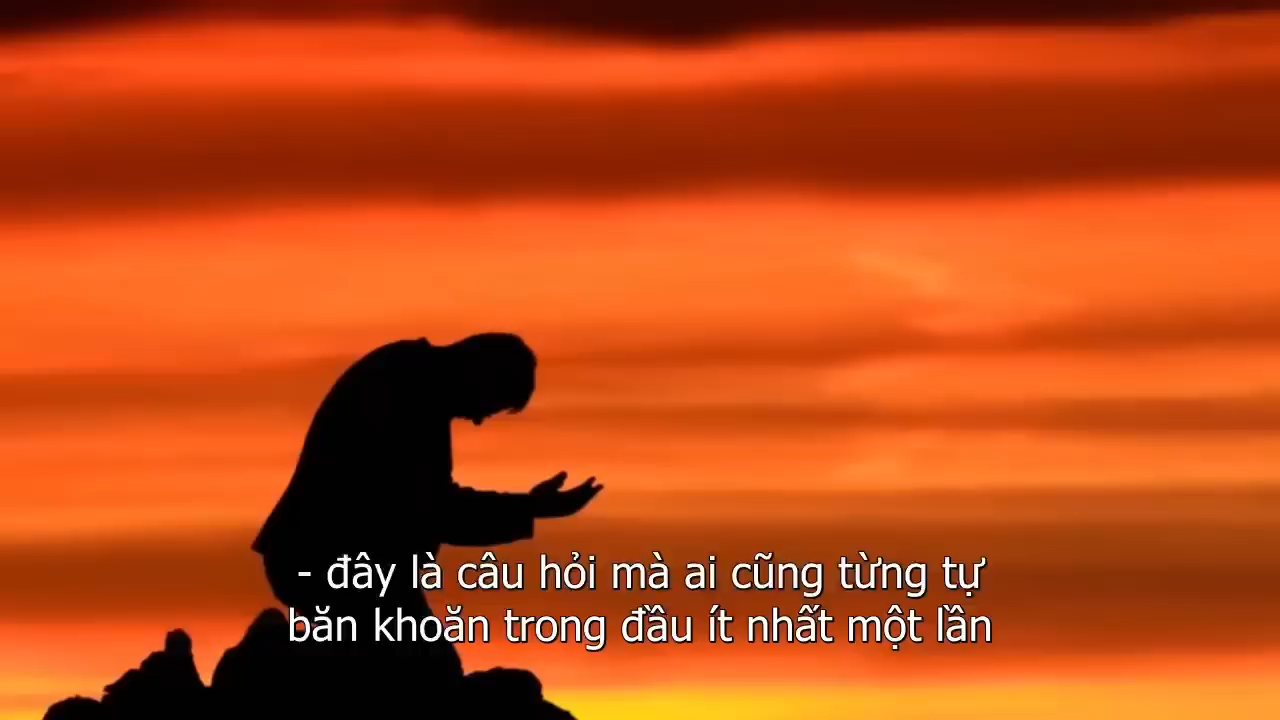 - đây là câu hỏi mà ai cũng từng tự
băn khoăn trong đầu ít nhất một lần